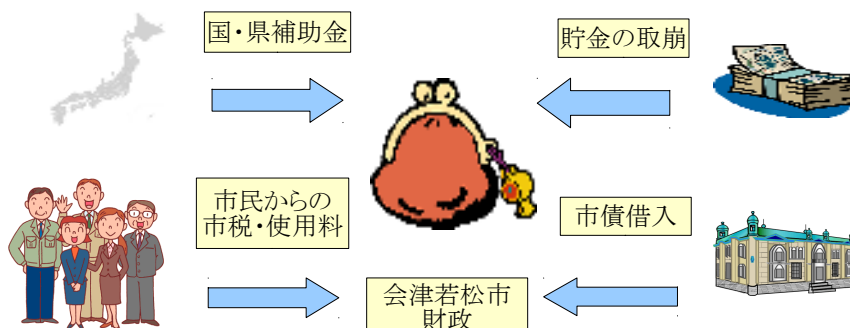 国・県補助金
貯金の取崩
市民からの
市税・使用料
市債借入
会津若松市
財政